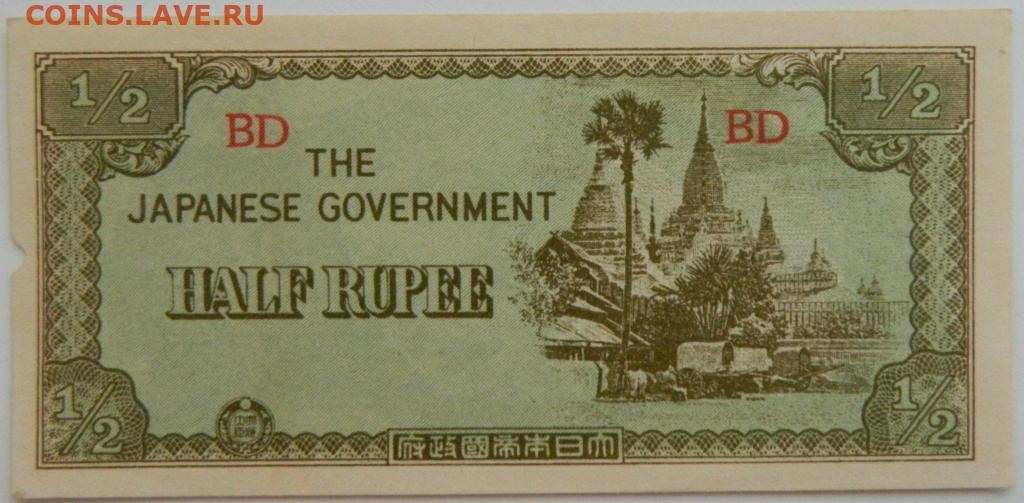 COINS.LAVE.RU
1/2
1/2
BD
BD
THE
JAPANESE GOVERNMENT
HALF RUPEE
1/2
1/2
府政國帝本日大